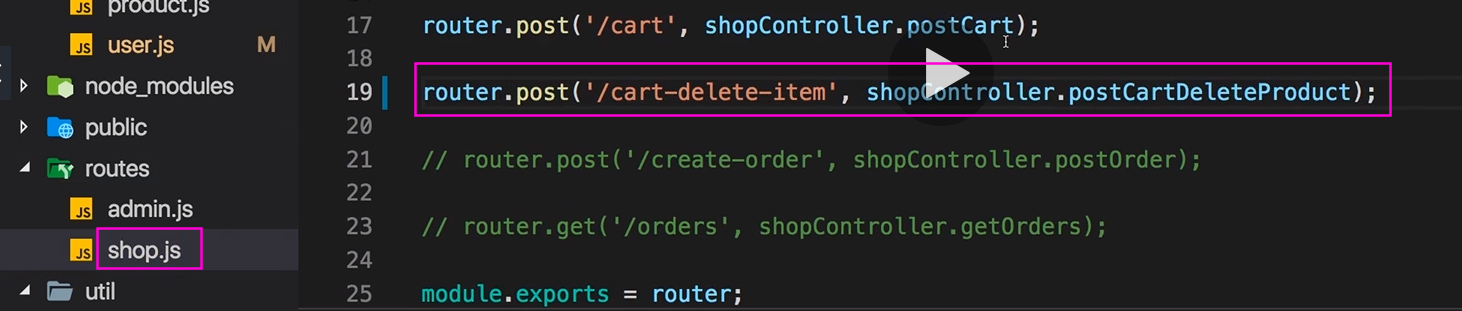 product.js
JS user.js M
node_modules
public
routes
JS admin.js
JS shop.js
util
17 router.post('/cart', shopController.postCart);
18
19 router.post('/cart-delete-item', shopController.postCartDeleteProduct);
20
21 // router.post('/create-order', shopController.postOrder);
22
23 // router.get('/orders', shopController.getOrders);
24
25 module.exports = router;